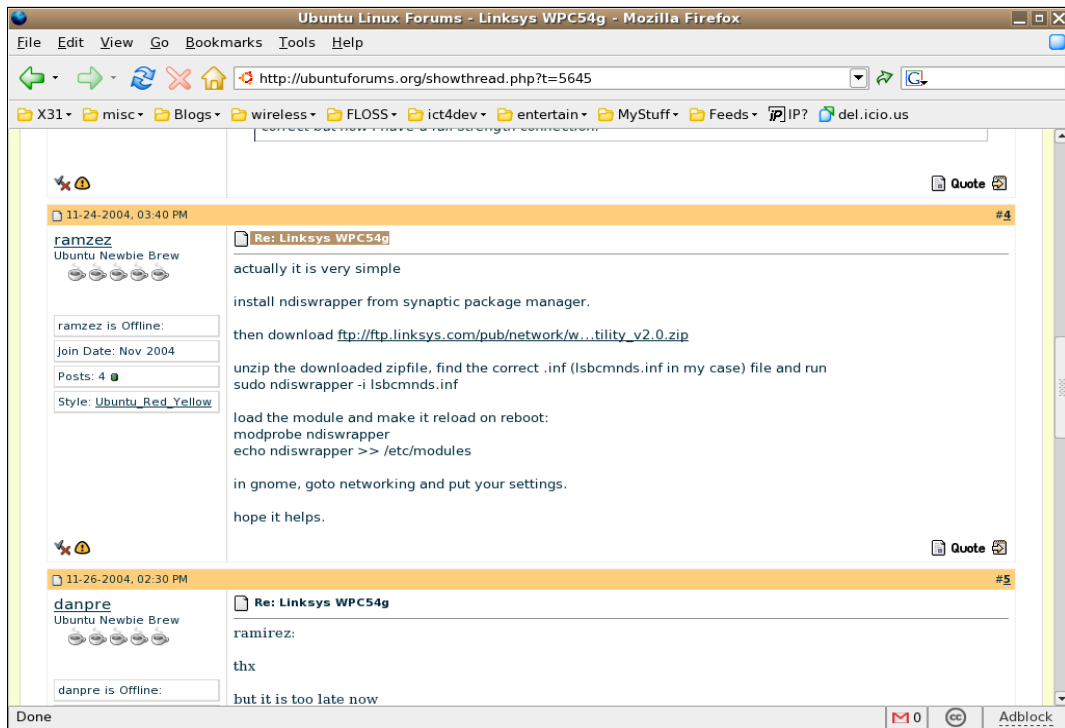 Ubuntu Linux Forums - Linksys WPC54g - Mozilla Firefox
File Edit View Go Bookmarks Tools Help
http://ubuntuforums.org/showthread.php?t=5645
G
X31 misc Blogs wireless FLOSS ict4dev entertain MyStuff Feeds IP? del.icio.us
correct but now I have a full strength connection.
Quote
11-24-2004, 03:40 PM #4
ramzez
Ubuntu Newbie Brew
ramzez is Offline:
Join Date: Nov 2004
Posts: 4
Style: Ubuntu_Red_Yellow
Re: Linksys WPC54g
actually it is very simple
install ndiswrapper from synaptic package manager.
then download ftp://ftp.linksys.com/pub/network/w...tility_v2.0.zip
unzip the downloaded zipfile, find the correct .inf (lsbcmnds.inf in my case) file and run
sudo ndiswrapper -i lsbcmnds.inf
load the module and make it reload on reboot:
modprobe ndiswrapper
echo ndiswrapper >> /etc/modules
in gnome, goto networking and put your settings.
hope it helps.
Quote
11-26-2004, 02:30 PM #5
danpre
Ubuntu Newbie Brew
danpre is Offline:
Re: Linksys WPC54g
ramirez:
thx
but it is too late now
Done 0 cc Adblock